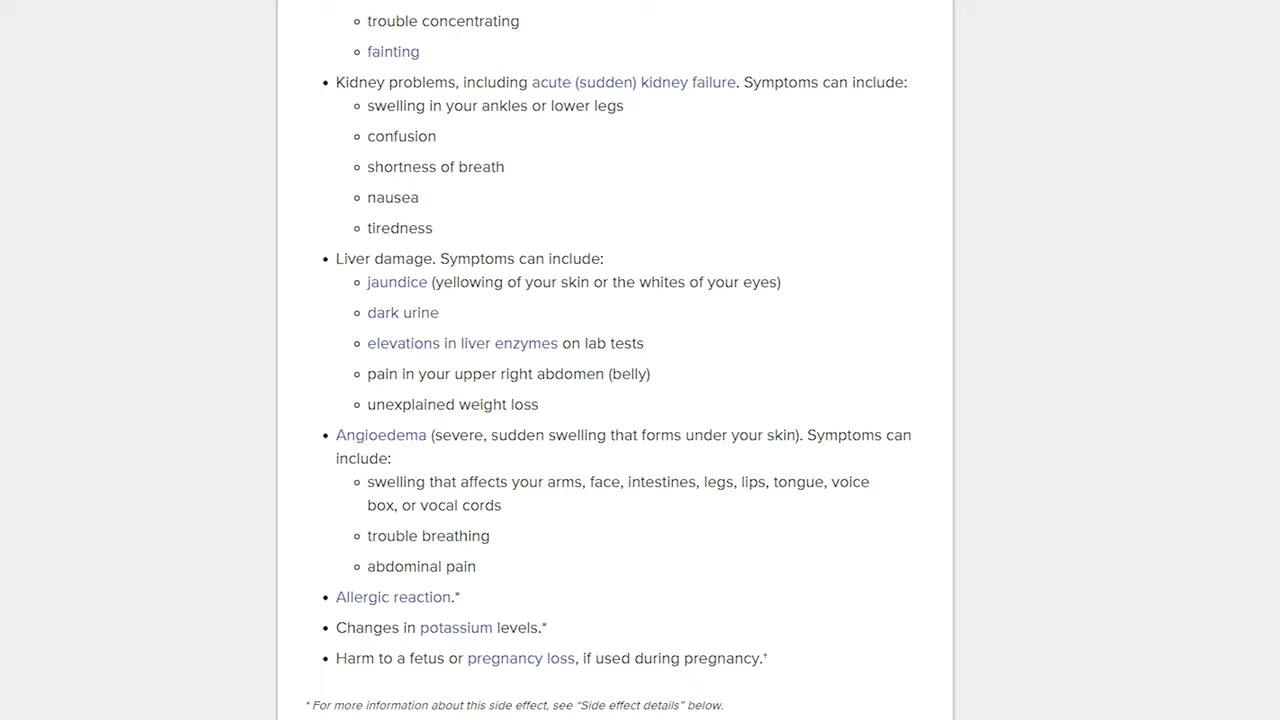 trouble concentrating
fainting
Kidney problems, including acute (sudden) kidney failure. Symptoms can include:
swelling in your ankles or lower legs
confusion
shortness of breath
nausea
tiredness
Liver damage. Symptoms can include:
jaundice (yellowing of your skin or the whites of your eyes)
dark urine
elevations in liver enzymes on lab tests
pain in your upper right abdomen (belly)
unexplained weight loss
Angioedema (severe, sudden swelling that forms under your skin). Symptoms can
include:
swelling that affects your arms, face, intestines, legs, lips, tongue, voice
box, or vocal cords
trouble breathing
abdominal pain
Allergic reaction.*
Changes in potassium levels.*
Harm to a fetus or pregnancy loss, if used during pregnancy.†
* For more information about this side effect, see “Side effect details” below.